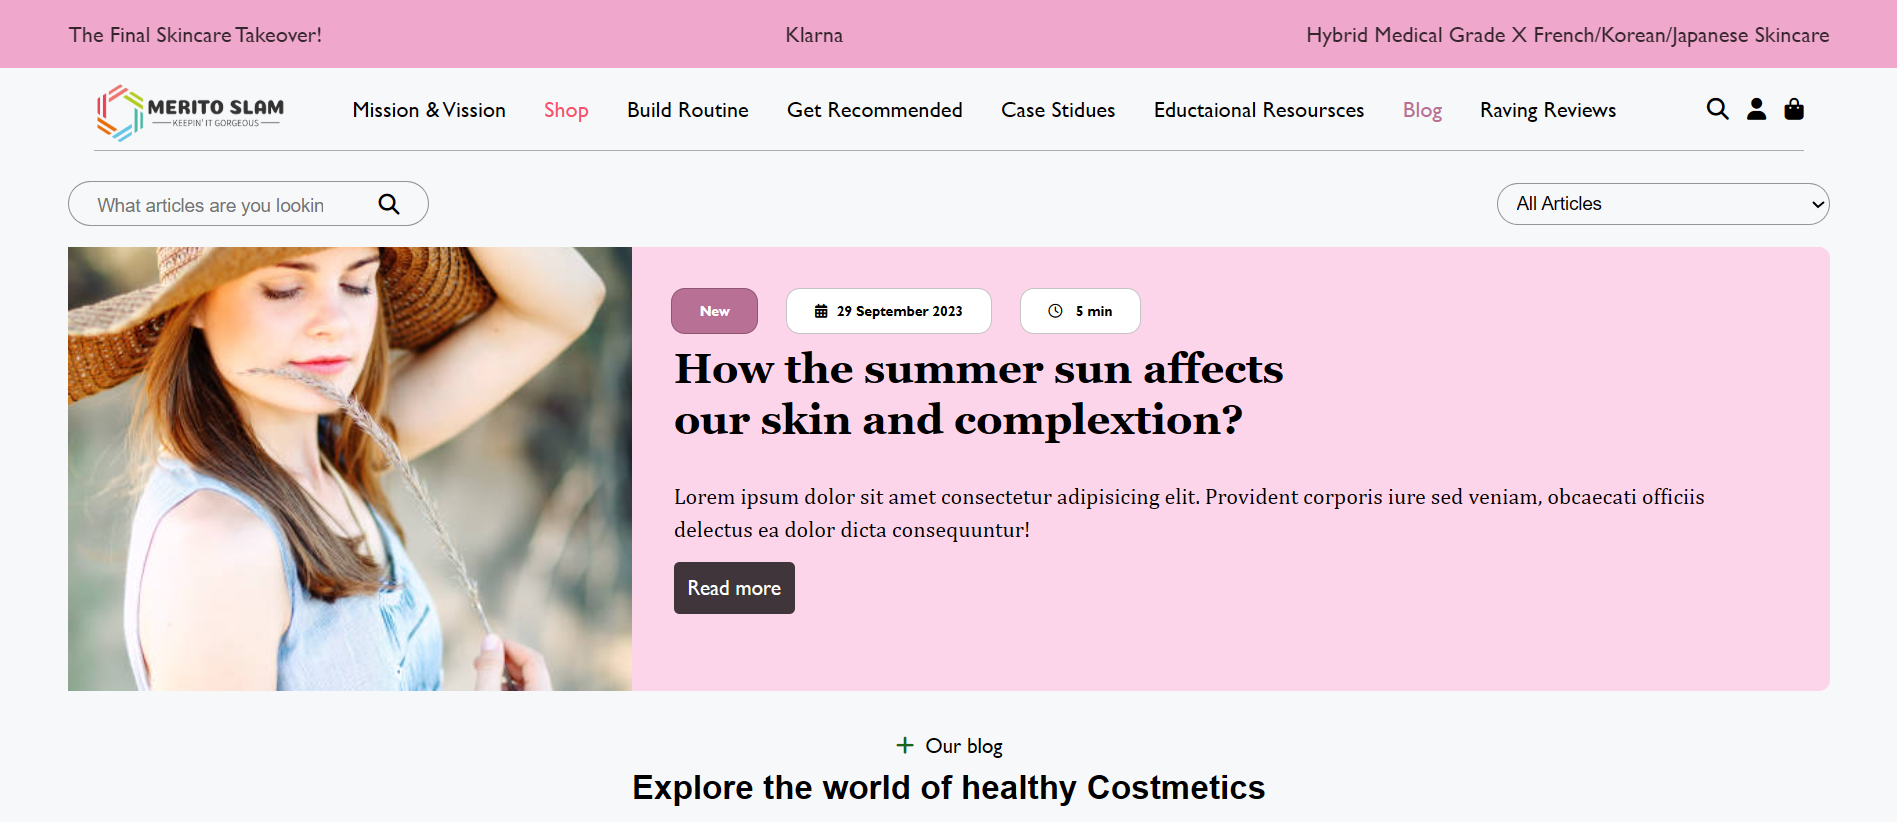 The Final Skincare Takeover!
Klarna
Hybrid Medical Grade X French/Korean/Japanese Skincare
MERITO SLAM
KEEPIN' IT GORGEOUS
Mission & Vission
Shop
Build Routine
Get Recommended
Case Stidues
Eductaional Resoursces
Blog
Raving Reviews
What articles are you lookin
All Articles
New
29 September 2023
5 min
How the summer sun affects
our skin and complextion?
Lorem ipsum dolor sit amet consectetur adipisicing elit. Provident corporis iure sed veniam, obcaecati officiis
delectus ea dolor dicta consequuntur!
Read more
Our blog
Explore the world of healthy Costmetics